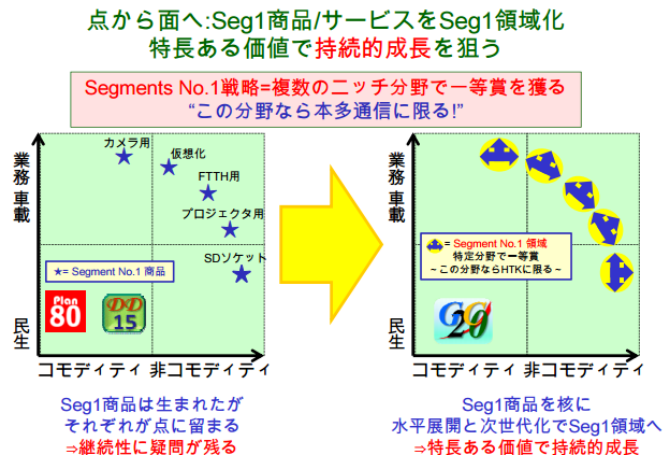 点から面へ:Seg1商品/サービスをSeg1領域化
特長ある価値で持続的成長を狙う
Segments No.1戦略=複数のニッチ分野で一等賞を獲る
“この分野なら本多通信に限る!”
業務 車載
民生
カメラ用
仮想化
FTTH用
プロジェクタ用
SDソケット
★= Segment No.1 商品
Plan
80
DD
15
コモディティ 非コモディティ
Seg1商品は生まれたが
それぞれが点に留まる
⇒継続性に疑問が残る
業務 車載
民生
= Segment No.1 領域
特定分野で一等賞
~この分野ならHTKに限る~
GC
20
コモディティ 非コモディティ
Seg1商品を核に
水平展開と次世代化でSeg1領域へ
⇒特長ある価値で持続的成長